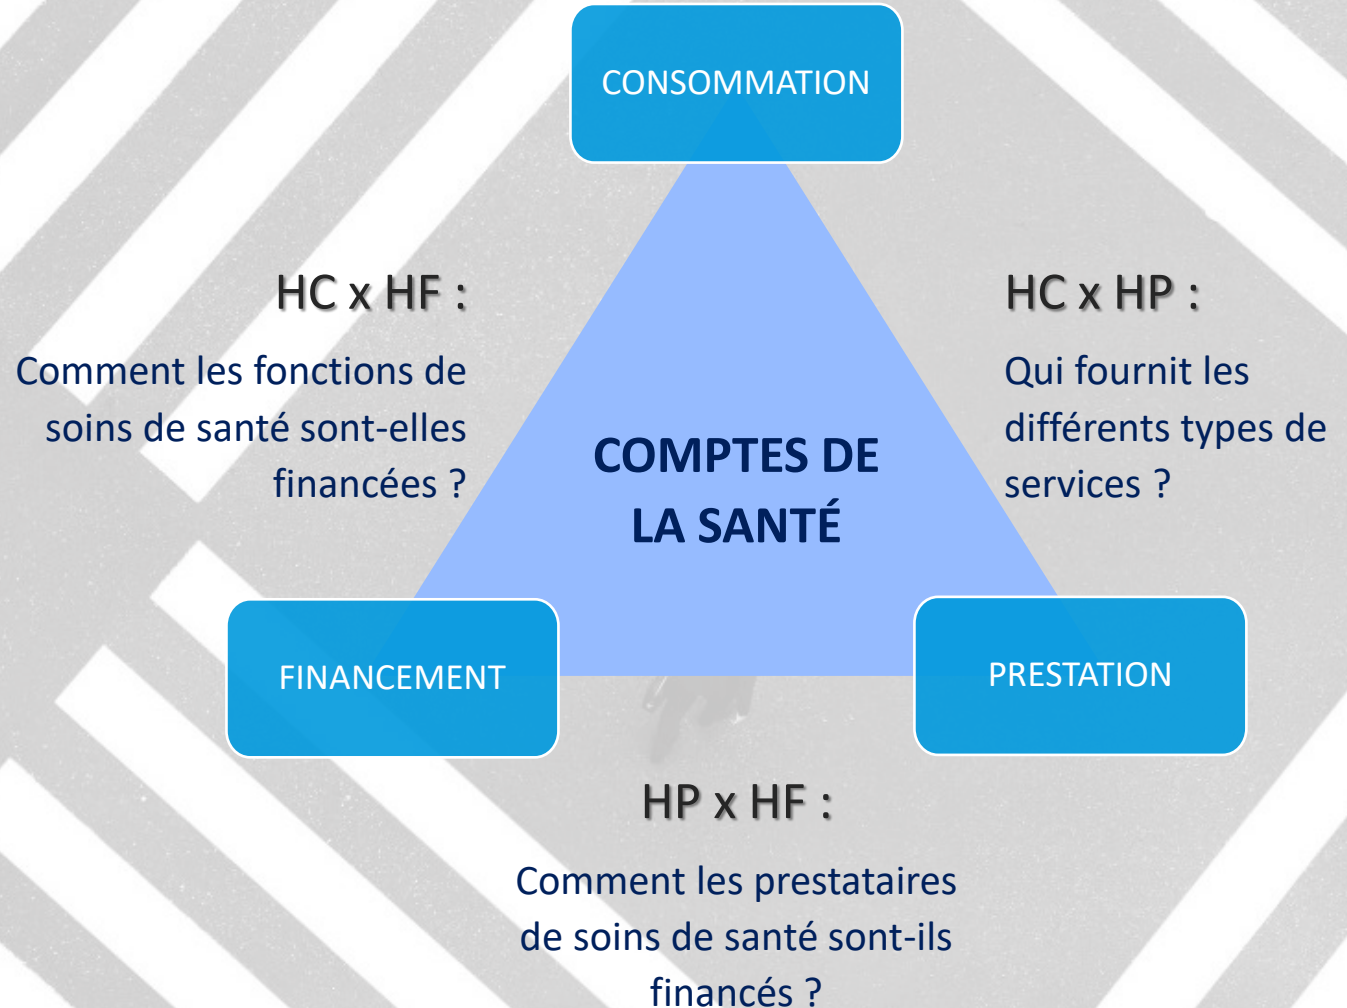 CONSOMMATION
HC x HF :
Comment les fonctions de
soins de santé sont-elles
financées ?
HC x HP :
Qui fournit les
différents types de
services ?
COMPTES DE
LA SANTÉ
FINANCEMENT
PRESTATION
HP x HF :
Comment les prestataires
de soins de santé sont-ils
financés ?